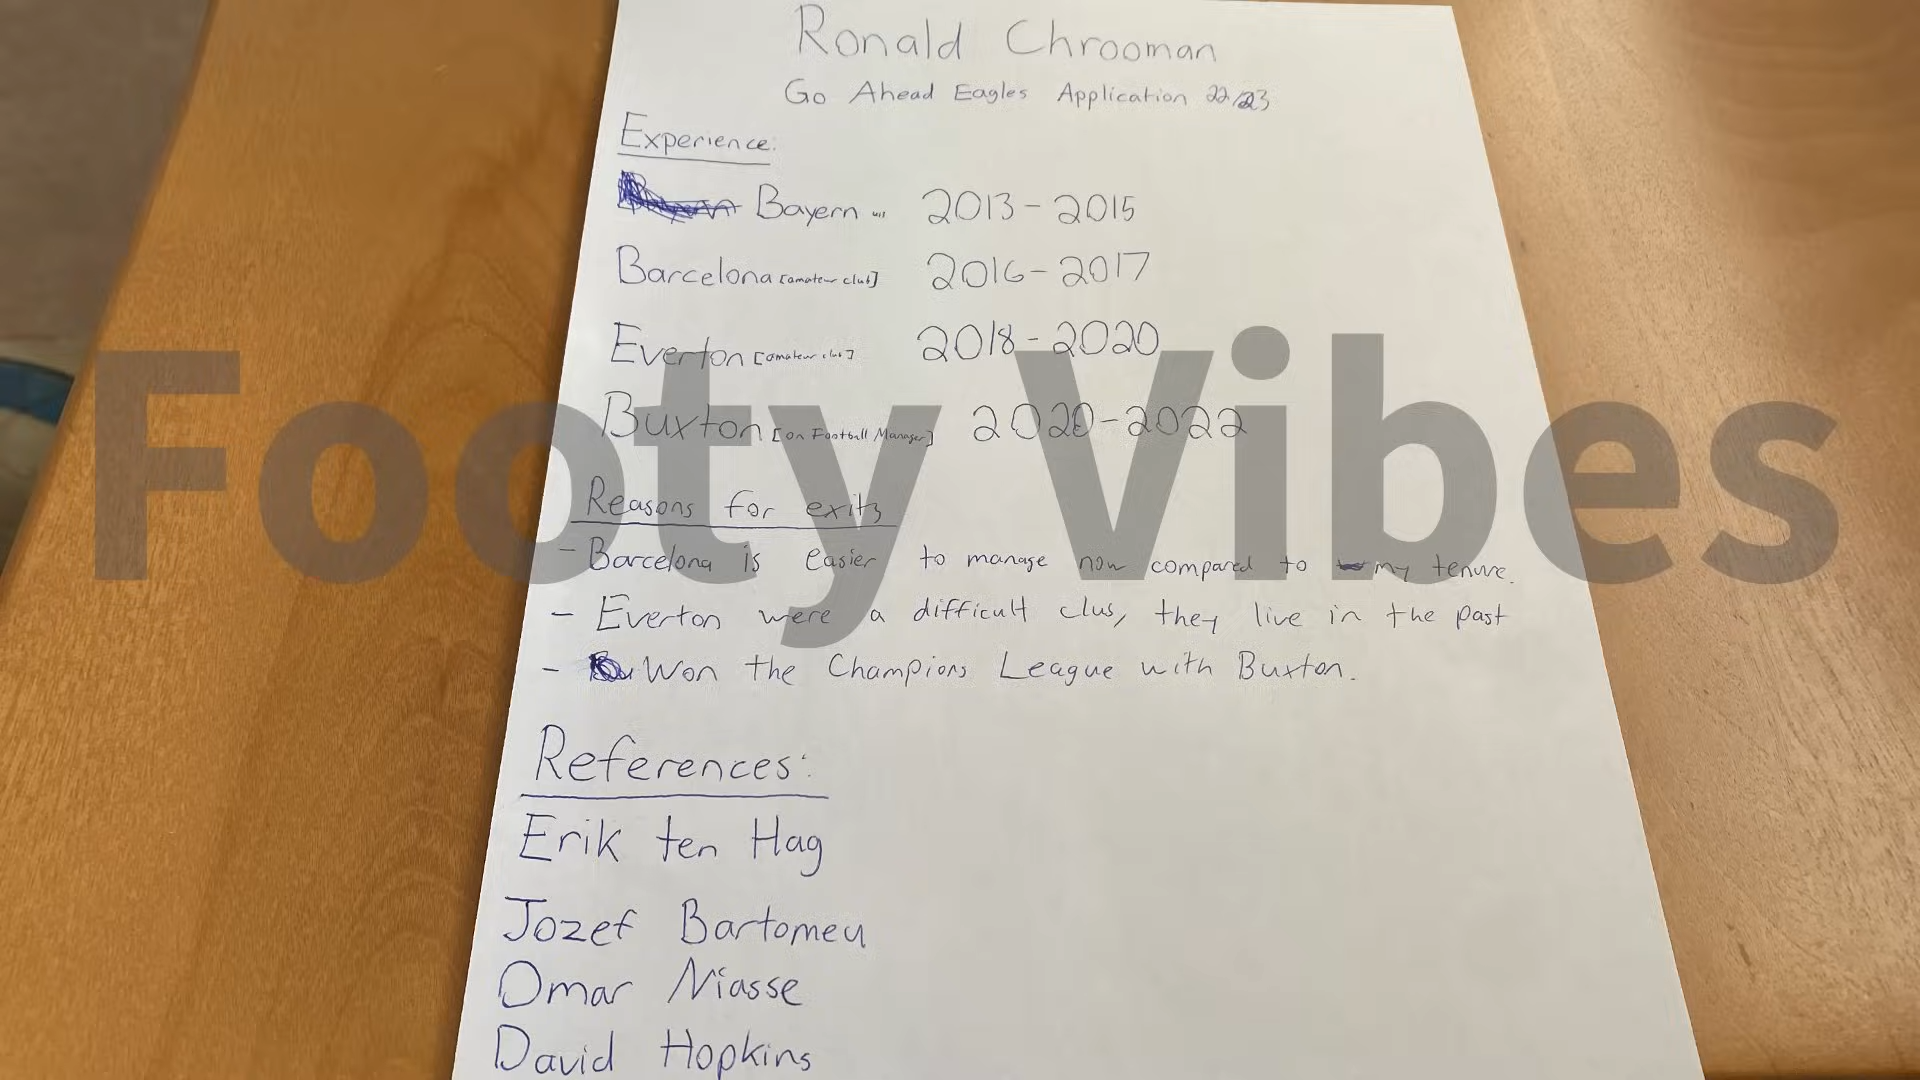 Ronald Chrooman
Go Ahead Eagles Application 22/23
Experience:
Bayern 2013-2015
Barcelona [amateur club] 2016-2017
Everton [amateur club] 2018-2020
Buxton [on Football Manager] 2020-2022
Footy Vibes
Reasons for exits
- Barcelona is easier to manage now compared to my tenure.
- Everton were a difficult clus, they live in the past
- Won the Champions League with Buxton.
References:
Erik ten Hag
Jozef Bartomeu
Omar Niasse
David Hopkins